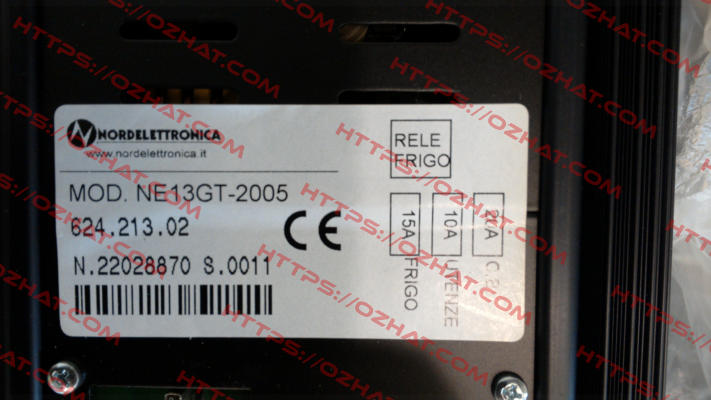 NORDELETTRONICA
www.nordelettronica.it
MOD. NE13GT-2005
624.213.02
N.22028870 S.0011
CE
RELE
FRIGO
15A
FRIGO
10A
UTENZE
20A
HTTPS://OZHAT.COM